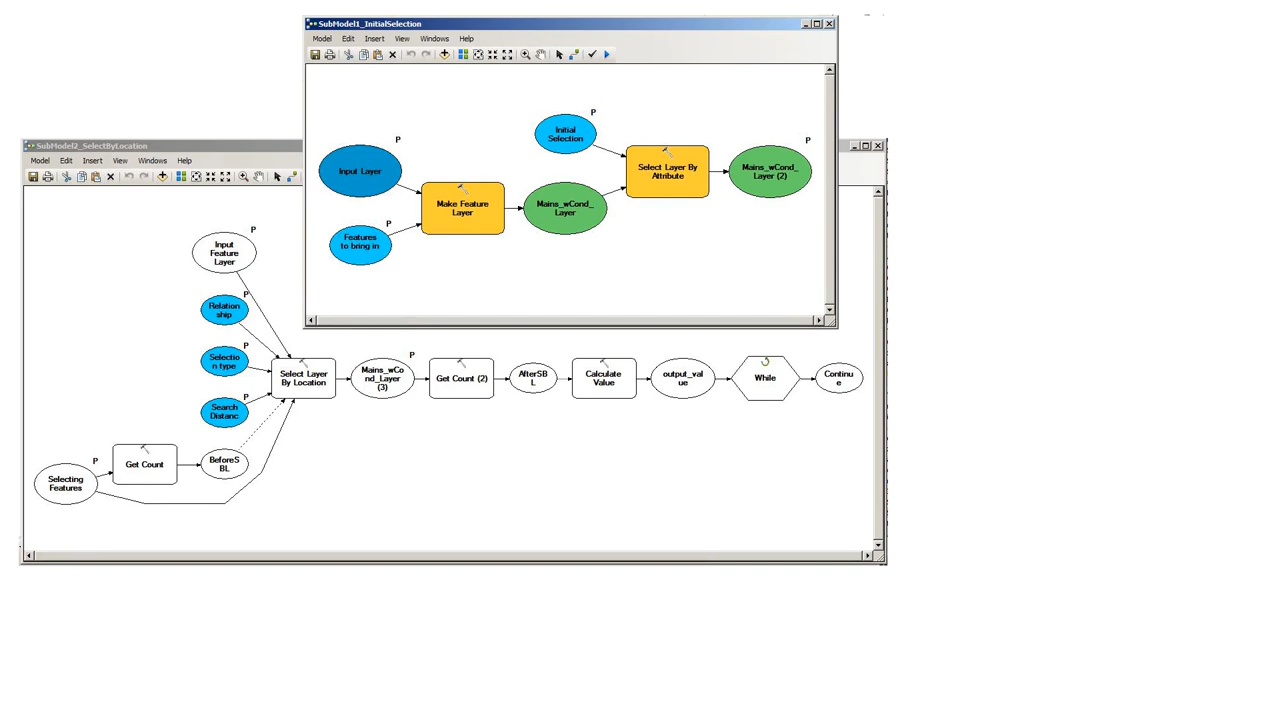 SubModel1_InitialSelection
Model Edit Insert View Windows Help
P
Initial
Selection
P
Input Layer
Select Layer By
Attribute
P
Mains_wCond_
Layer (2)
Make Feature
Layer
Mains_wCond_
Layer
P
Features
to bring in
SubModel2_SelectByLocation
Model Edit Insert View Windows Help
P
Input
Feature
Layer
P
Relation
ship
P
Selectio
n type
P
Search
Distanc
Select Layer
By Location
P
Mains_wCo
nd_Layer
(3)
Get Count (2)
AfterSB
L
Calculate
Value
output_val
ue
While
Continu
e
P
Selecting
Features
Get Count
BeforeS
BL